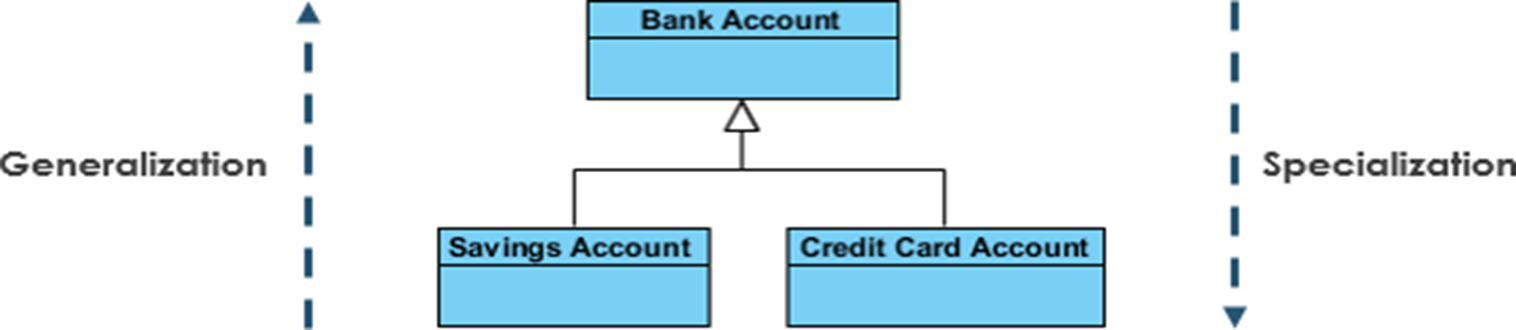 Bank Account
Generalization
Specialization
Savings Account
Credit Card Account